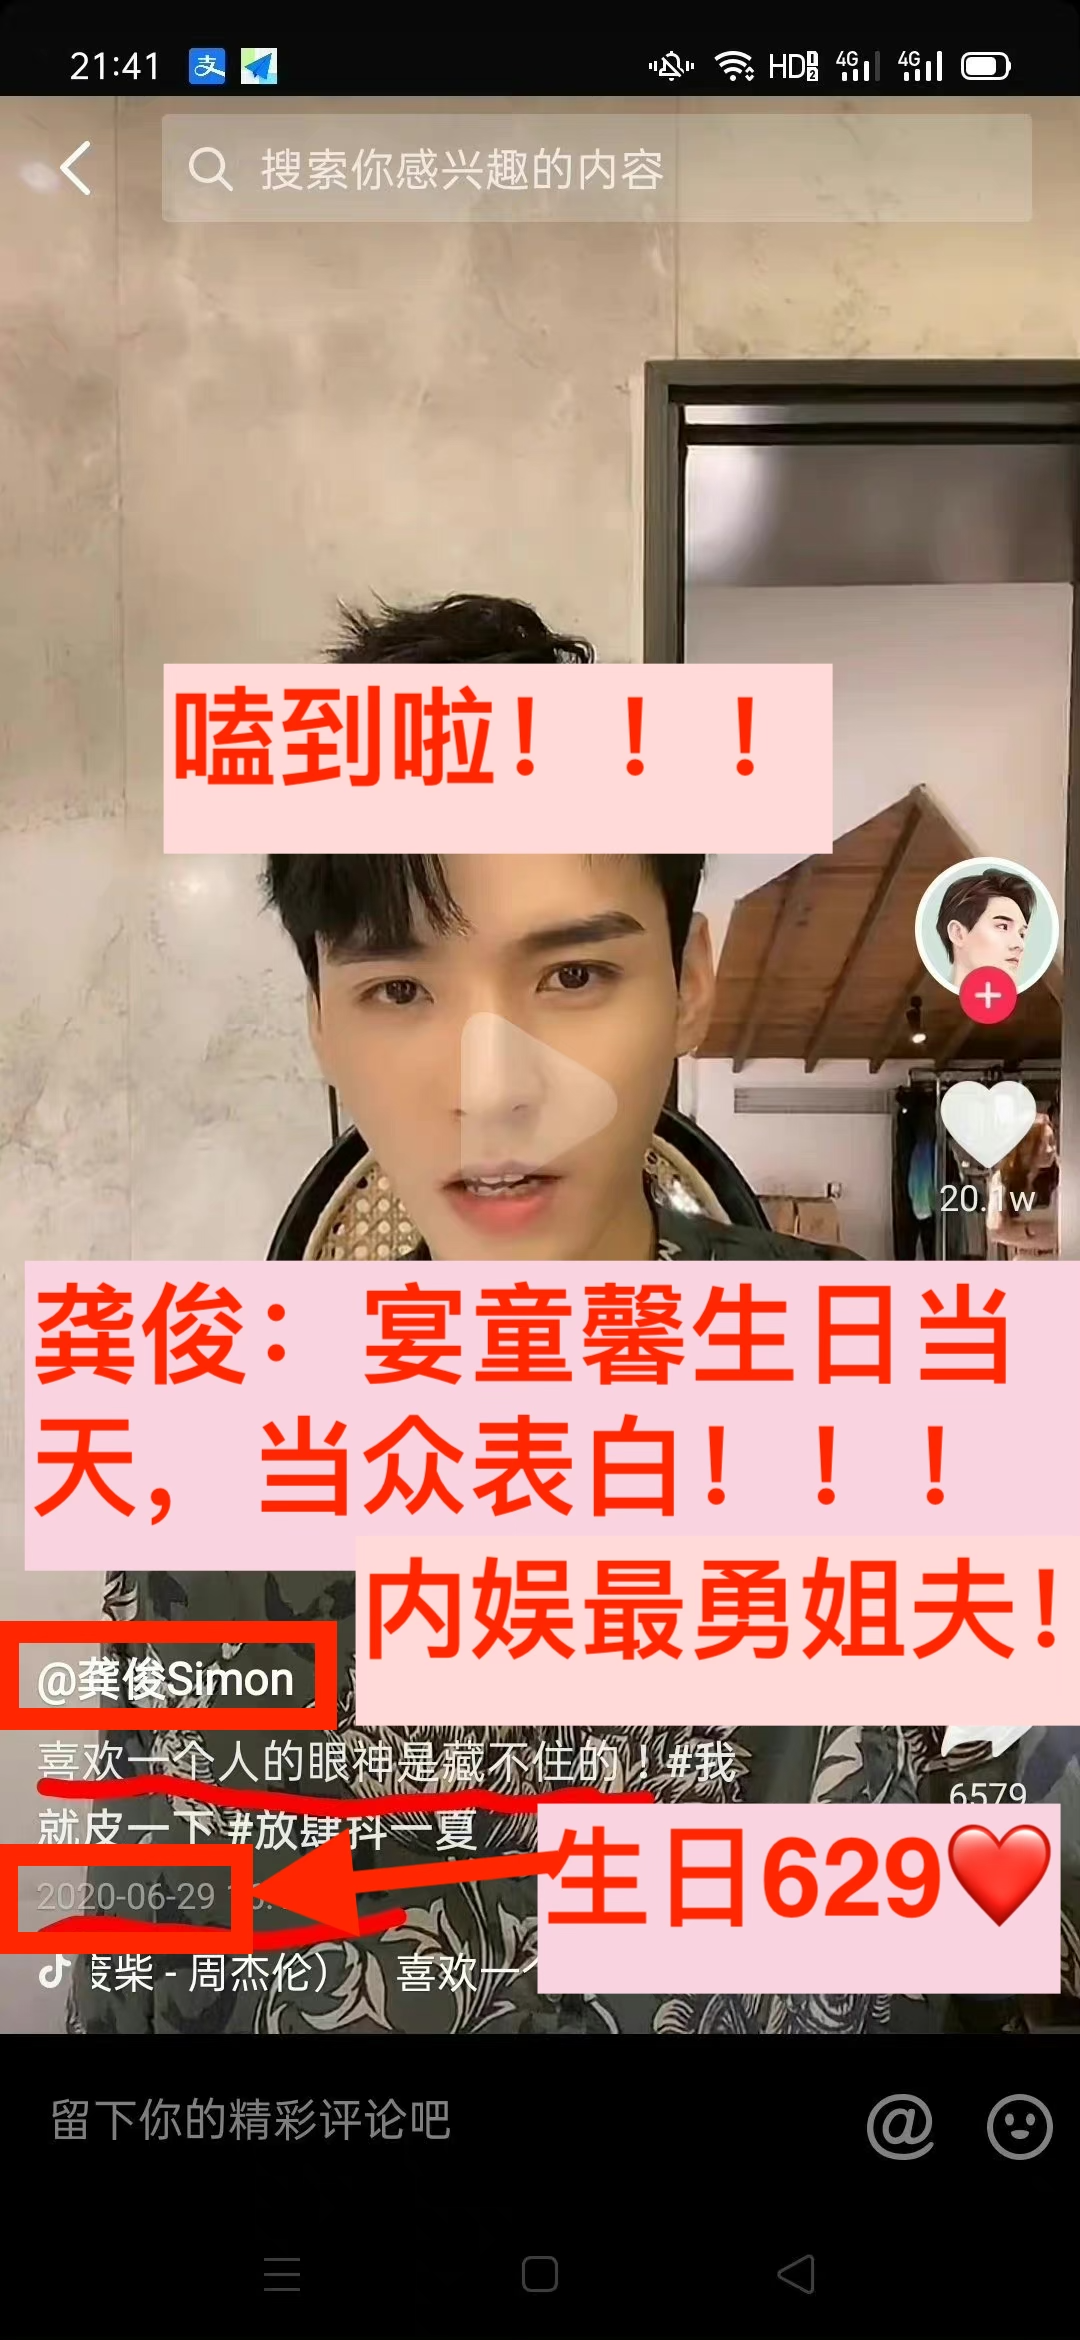 21:41
HD 1 2 4G 4G
搜索你感兴趣的内容
嗑到啦！！！
20.1w
龚俊：宴童馨生日当
天，当众表白！！！
内娱最勇姐夫！
@龚俊Simon
喜欢一个人的眼神是藏不住的！#我
就皮一下 #放肆抖一夏
6579
生日629❤️
2020-06-29
柴 - 周杰伦） 喜欢一个
留下你的精彩评论吧